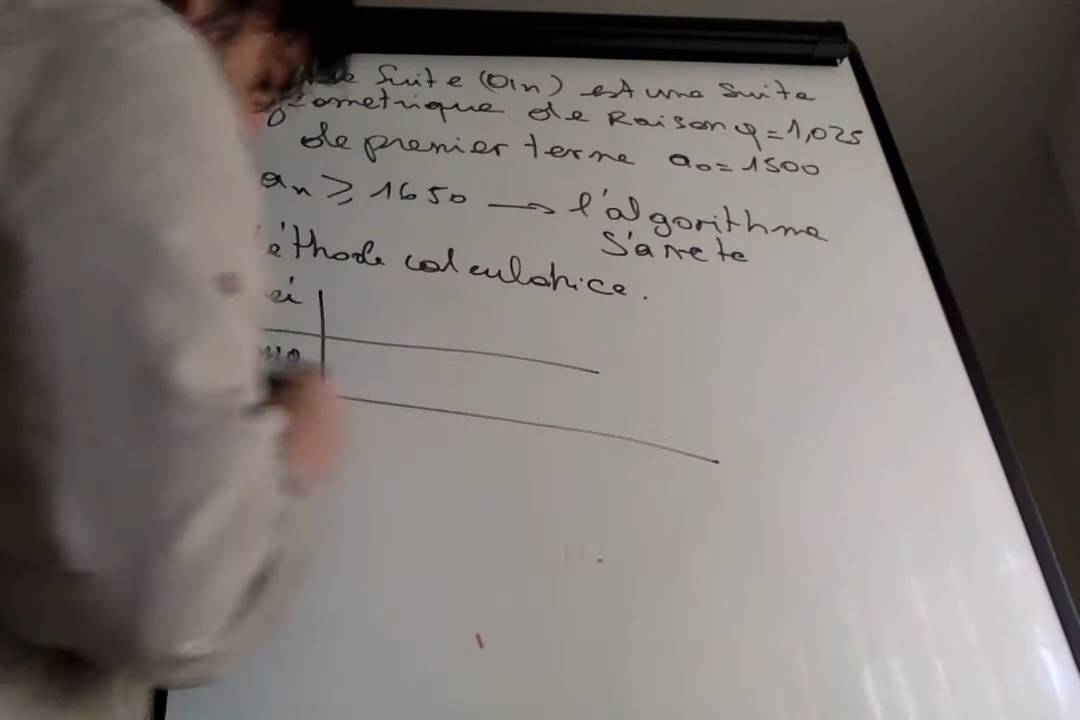 Suite (an) est une suite
géometrique de Raison q = 1,025
de premier terme a0 = 1500
an ⩾ 1650 → l'algorithme
s'arrete
éthode calculatrice.